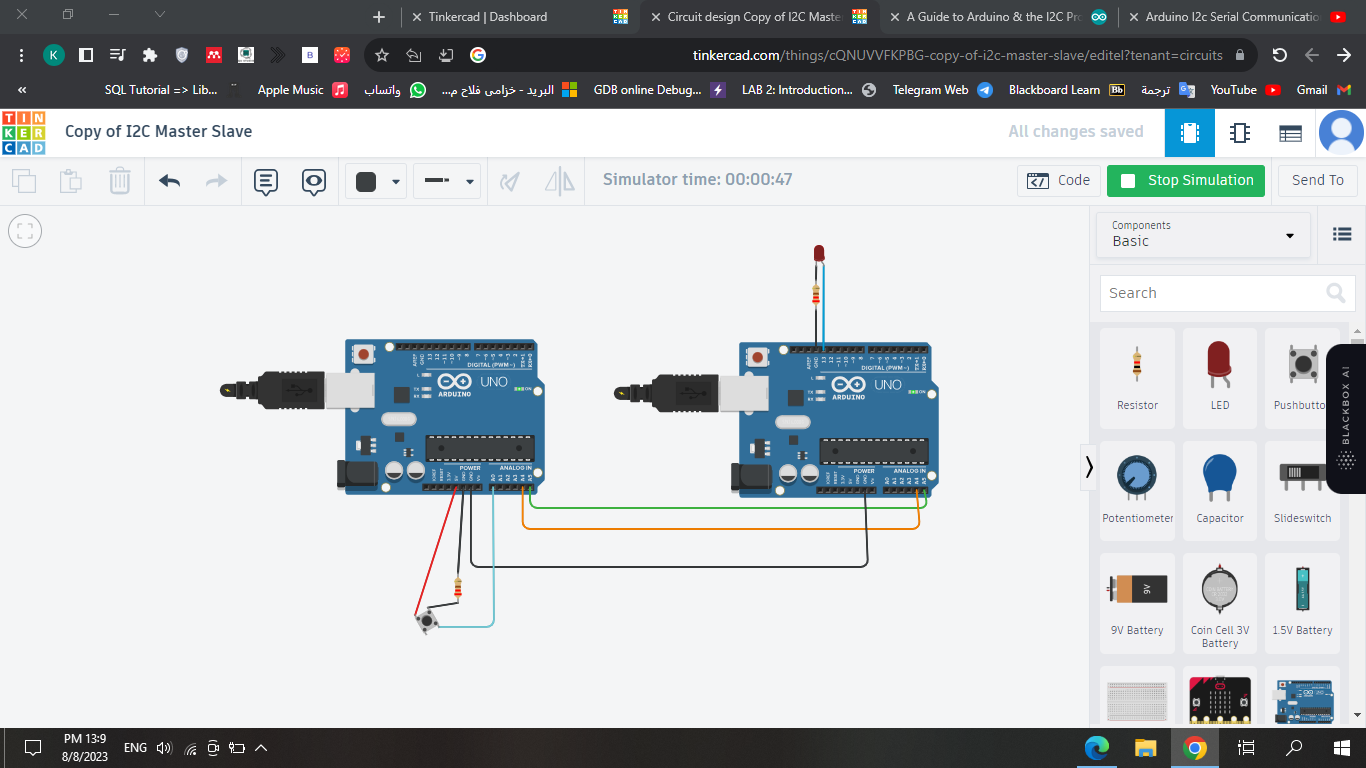 Tinkercad | Dashboard
Circuit design Copy of I2C Maste
A Guide to Arduino & the I2C Pro
Arduino I2c Serial Communicatio
K
tinkercad.com/things/cQNUVVFKPBG-copy-of-i2c-master-slave/editel?tenant=circuits
SQL Tutorial => Lib...
Apple Music
واتساب
البريد - خزامى فلاح م...
GDB online Debug...
LAB 2: Introduction...
Telegram Web
Blackboard Learn
Bb
ترجمة
YouTube
Gmail
TIN
KER
CAD
Copy of I2C Master Slave
All changes saved
Simulator time: 00:00:47
Code
Stop Simulation
Send To
Components
Basic
Search
Resistor
LED
Pushbutto
Potentiometer
Capacitor
Slideswitch
9V
9V Battery
Coin Cell 3V
Battery
1.5V Battery
BLACKBOX AI
DIGITAL (PWM~)
UNO
ARDUINO
ON
POWER
ANALOG IN
DIGITAL (PWM~)
UNO
ARDUINO
ON
POWER
ANALOG IN
PM 13:9
8/8/2023
ENG